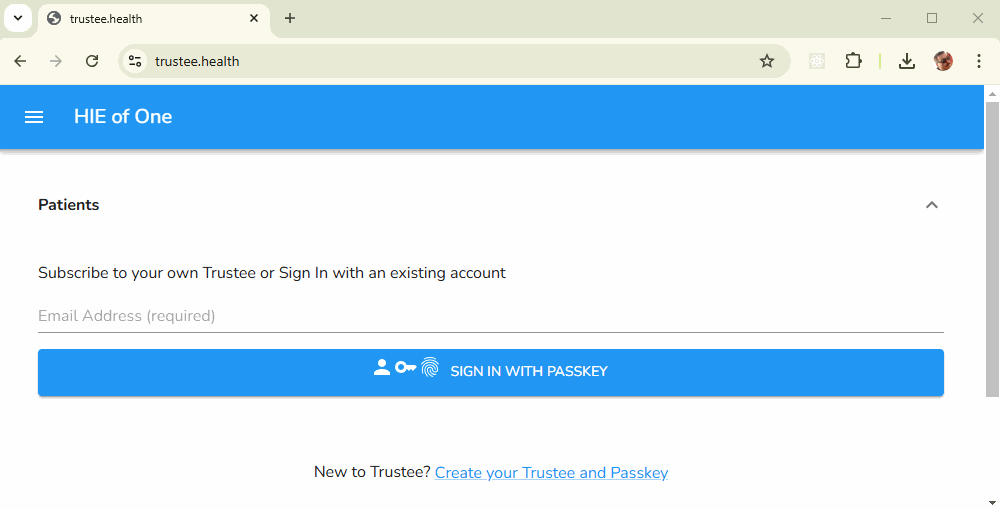 trustee.health
trustee.health
HIE of One
Patients
Subscribe to your own Trustee or Sign In with an existing account
Email Address (required)
SIGN IN WITH PASSKEY
New to Trustee? Create your Trustee and Passkey